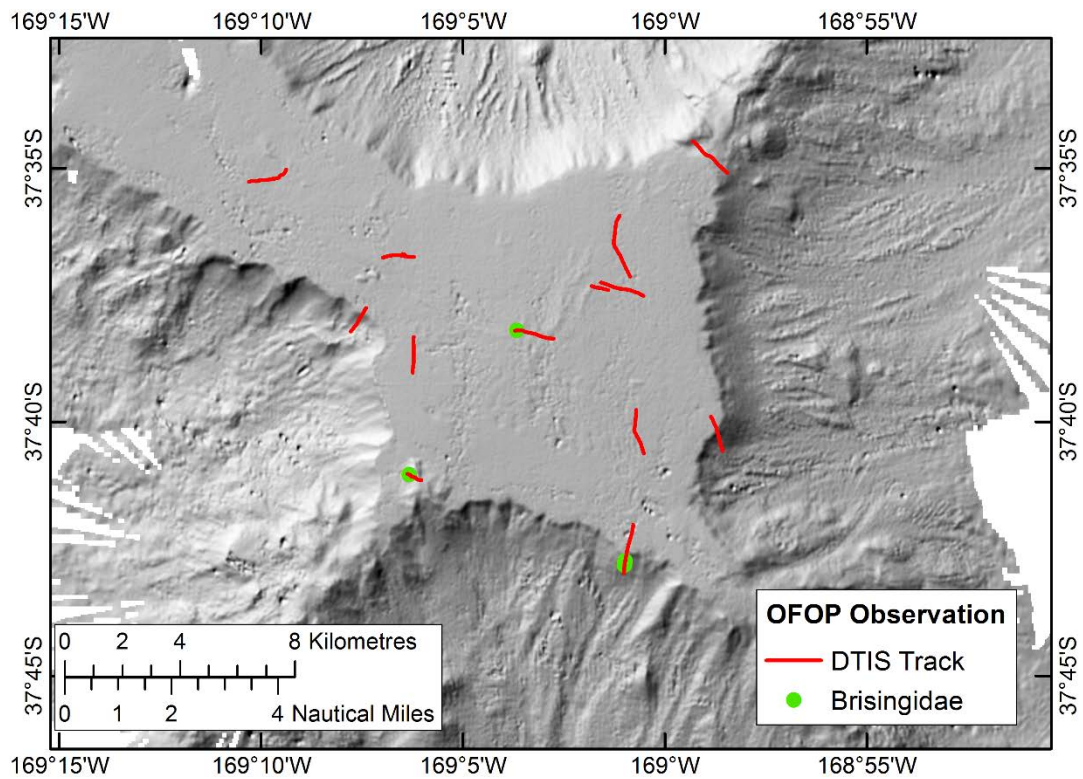 169°15'W 169°10'W 169°5'W 169°W 168°55'W
37°35'S 37°35'S
37°40'S 37°40'S
37°45'S 37°45'S
0 2 4 8 Kilometres
0 1 2 4 Nautical Miles
OFOP Observation
DTIS Track
Brisingidae
169°15'W 169°10'W 169°5'W 169°W 168°55'W